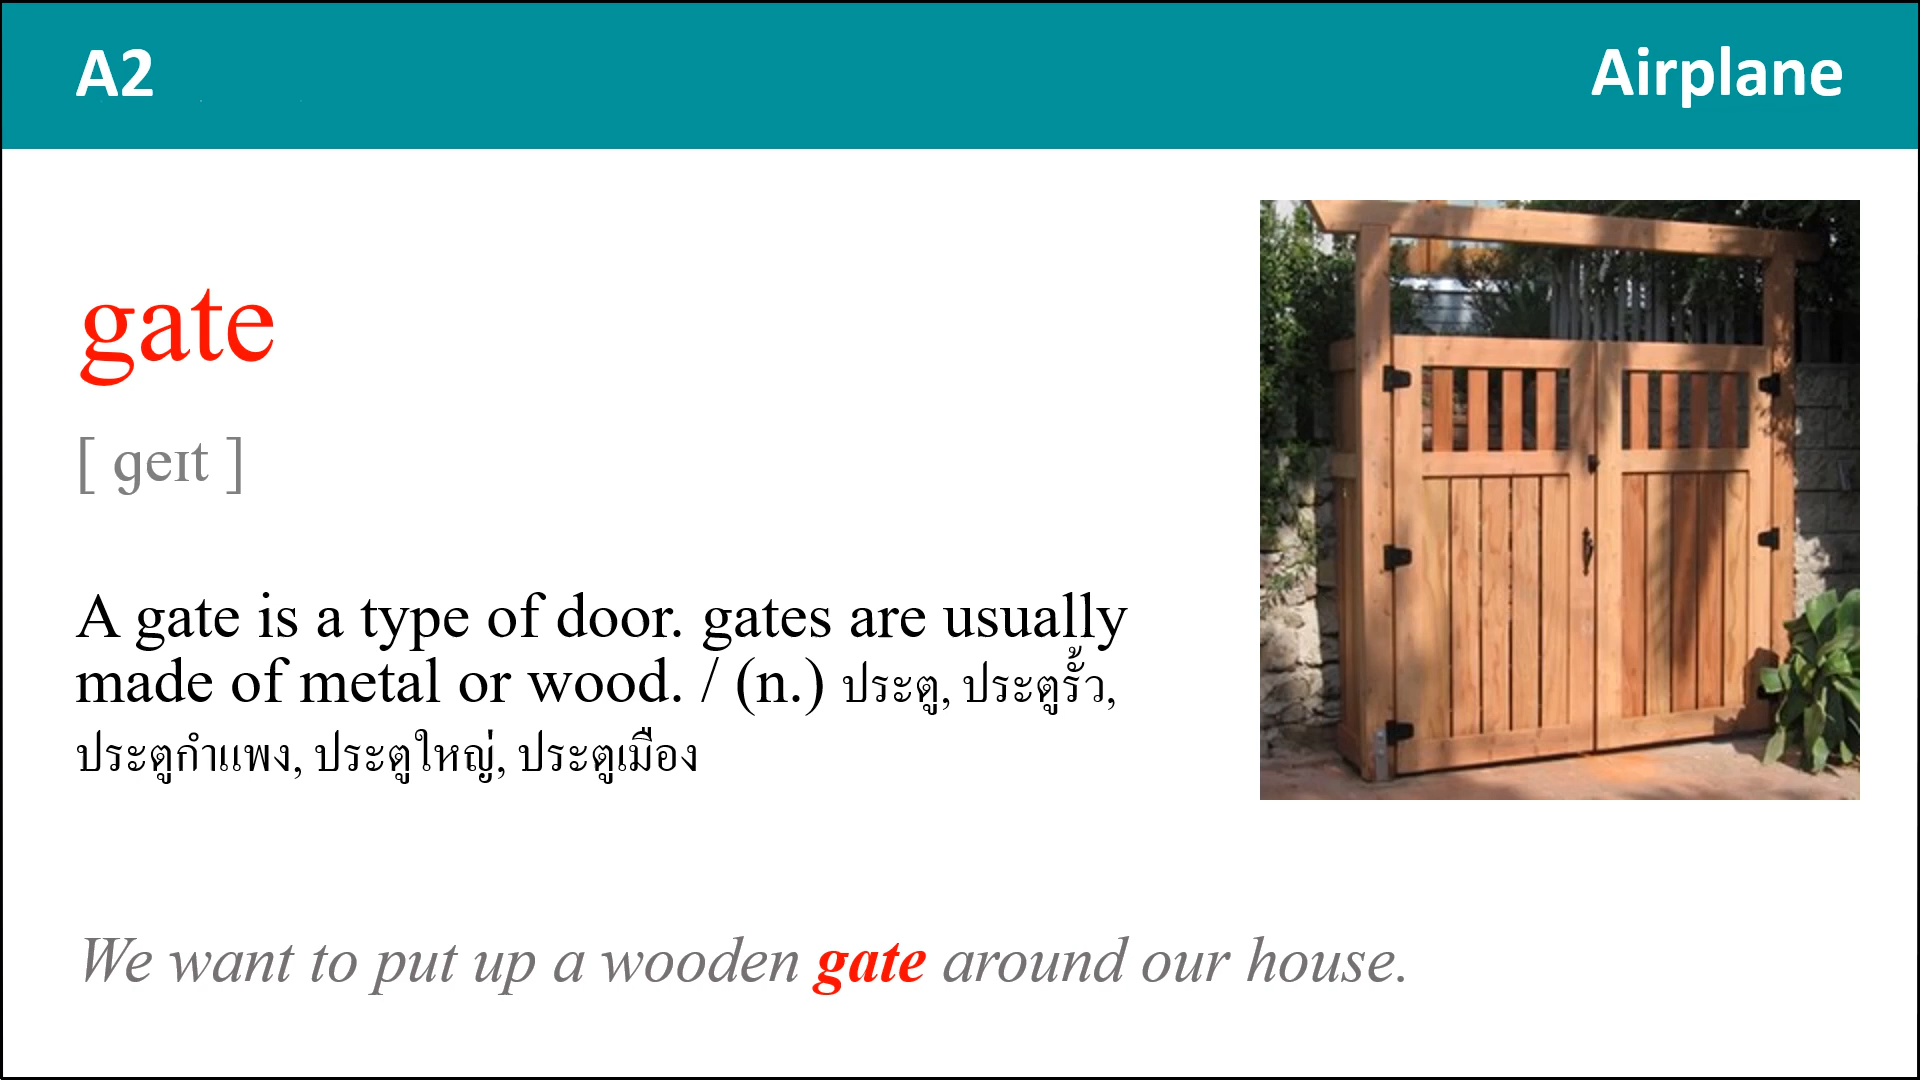 A2
Airplane
gate
[ ɡeɪt ]
A gate is a type of door. gates are usually
made of metal or wood. / (n.) ประตู, ประตูรั้ว,
ประตูกำแพง, ประตูใหญ่, ประตูเมือง
We want to put up a wooden gate around our house.